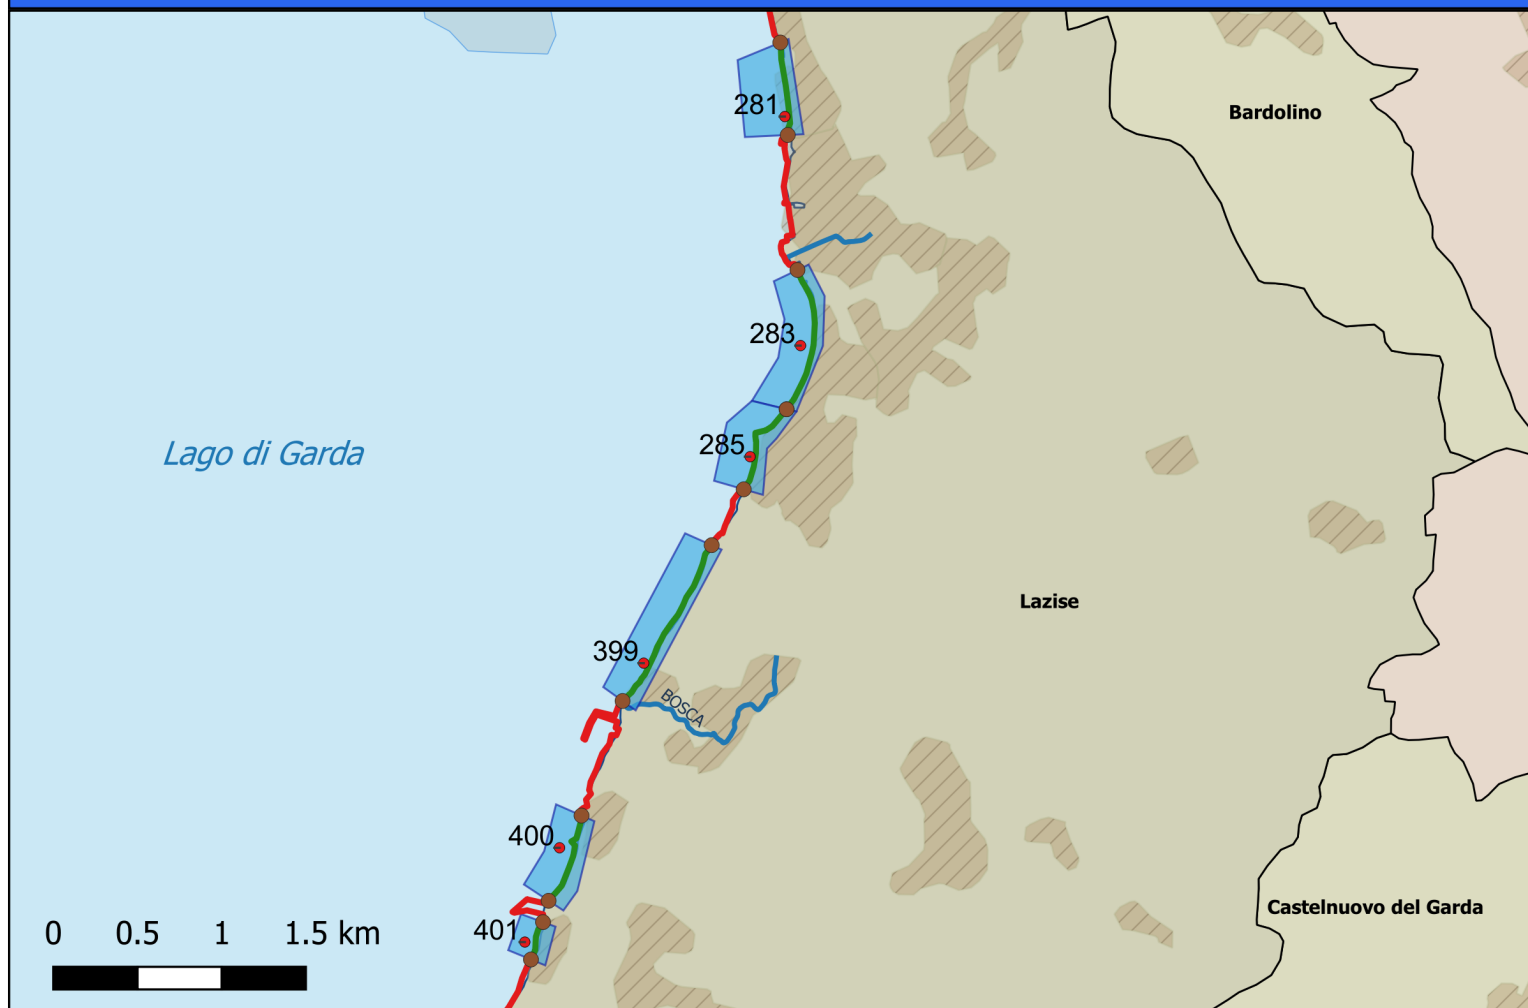 281
Bardolino
283
285
Lago di Garda
Lazise
399
BOSCA
400
Castelnuovo del Garda
401
0 0.5 1 1.5 km